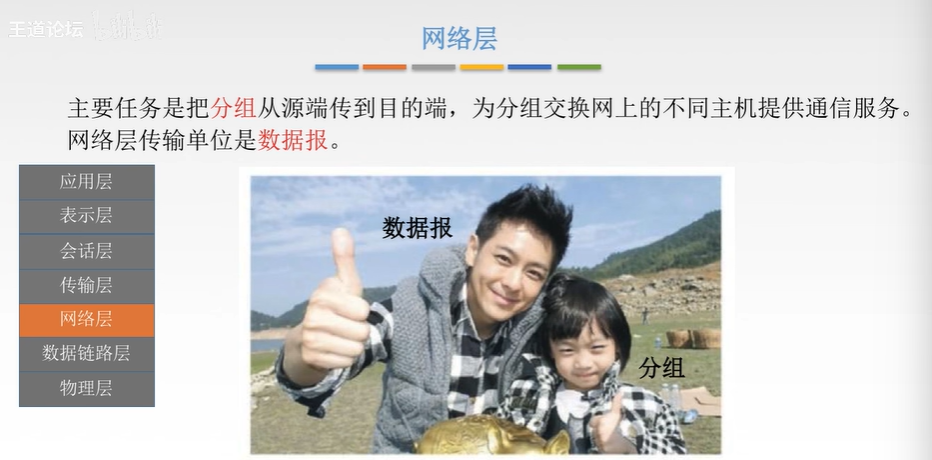 王道论坛
网络层
主要任务是把分组从源端传到目的端，为分组交换网上的不同主机提供通信服务。
网络层传输单位是数据报。
应用层
表示层
会话层
传输层
网络层
数据链路层
物理层
数据报
分组